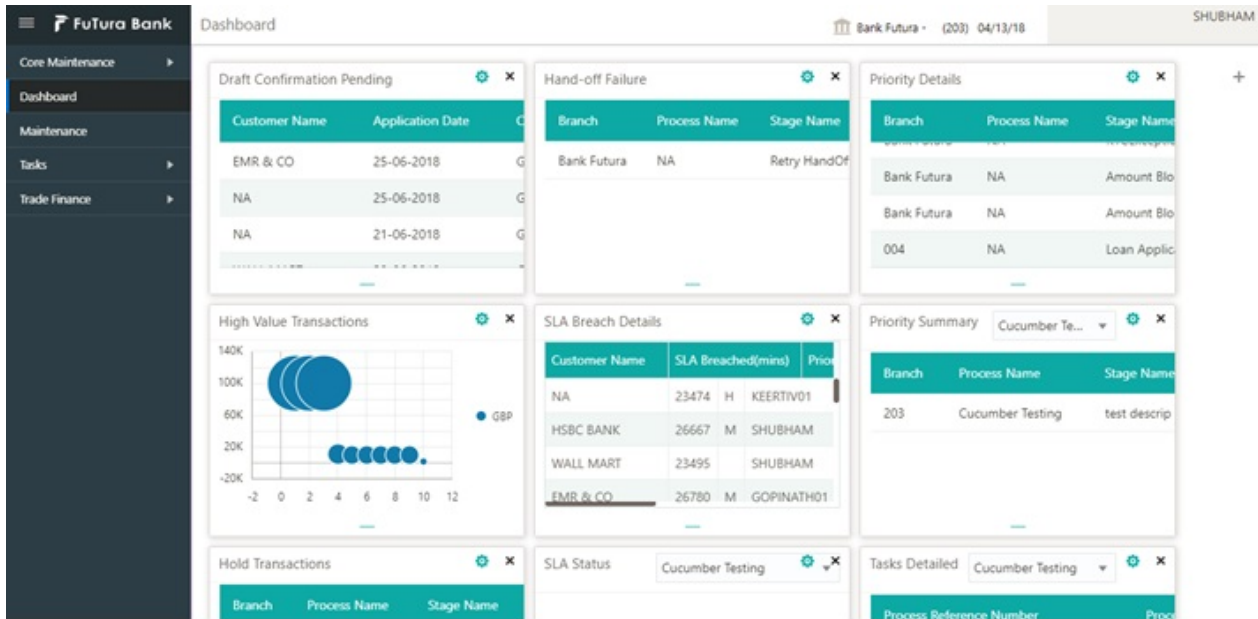 FuTura Bank
Dashboard
Bank Futura
(203) 04/13/18
SHUBHAM
Core Maintenance
Dashboard
Maintenance
Tasks
Trade Finance
Draft Confirmation Pending
Customer Name Application Date C
EMR & CO 25-06-2018 G
NA 25-06-2018 G
NA 21-06-2018 G
Hand-off Failure
Branch Process Name Stage Name
Bank Futura NA Retry HandOf
Priority Details
Branch Process Name Stage Name
Bank Futura NA Amount Blo
Bank Futura NA Amount Blo
004 NA Loan Applic
High Value Transactions
140K
100K
60K
20K
-20K
-2 0 2 4 6 8 10 12
GBP
SLA Breach Details
Customer Name SLA Breached(mins) Prior
NA 23474 H KEERTIV01
HSBC BANK 26667 M SHUBHAM
WALL MART 23495 SHUBHAM
EMR & CO 26780 M GOPINATH01
Priority Summary Cucumber Te...
Branch Process Name Stage Name
203 Cucumber Testing test descrip
Hold Transactions
Branch Process Name Stage Name
SLA Status Cucumber Testing
Tasks Detailed Cucumber Testing
Process Reference Number Proce